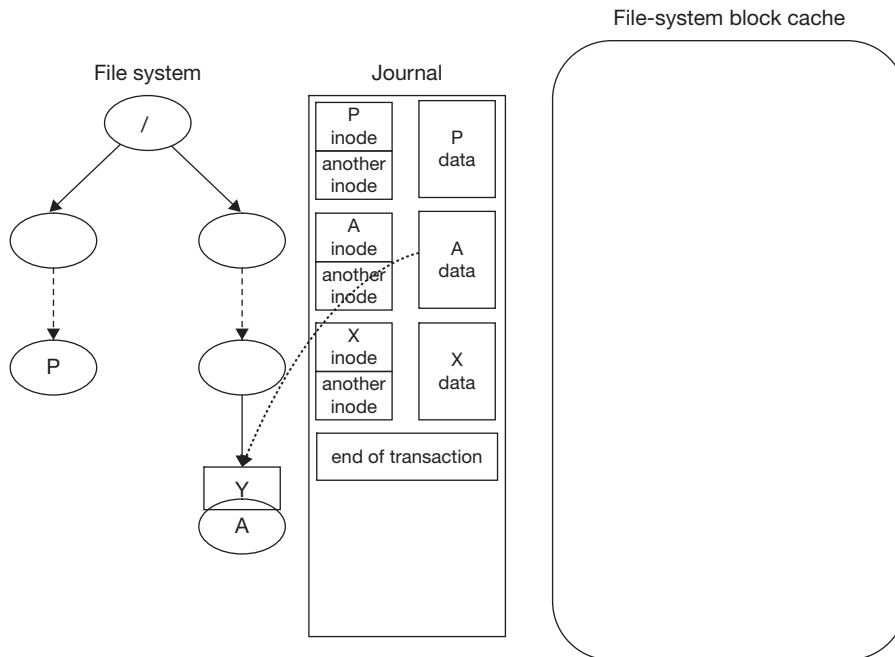 File-system block cache
File system
Journal
/
P
Y
A
P
inode
another
inode
P
data
A
inode
another
inode
A
data
X
inode
another
inode
X
data
end of transaction